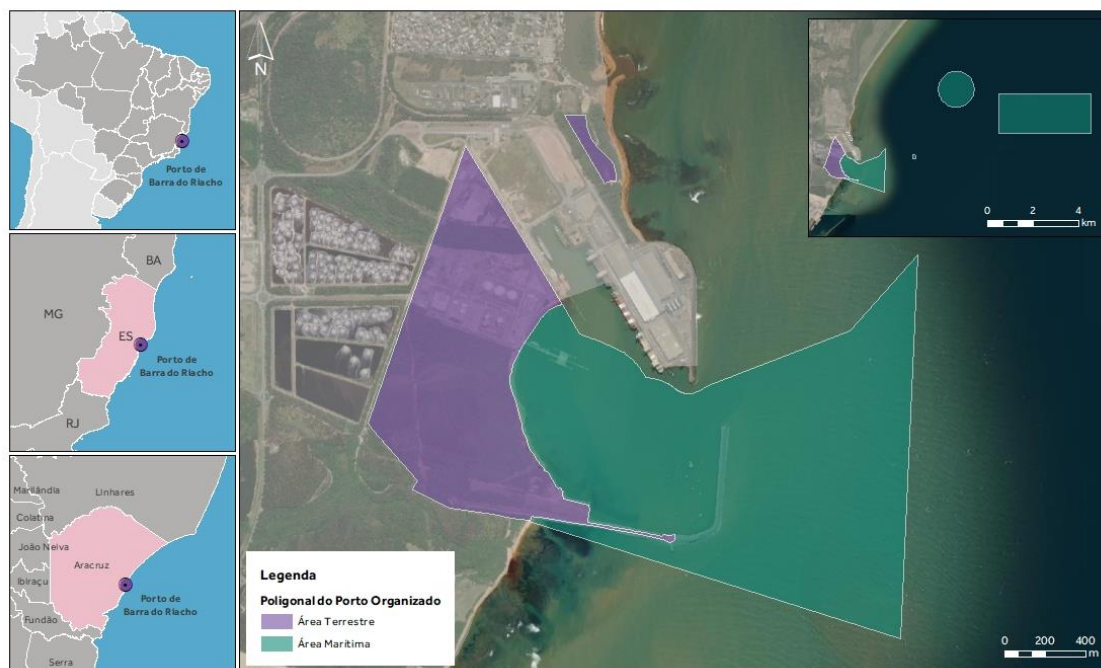 Porto de
Barra do Riacho
BA
MG
ES
Porto de
Barra do Riacho
RJ
Marilândia
Linhares
Colatina
João Neiva
Aracruz
Ibiraçu
Porto de
Barra do Riacho
Fundão
Serra
N
0 2 4
km
Legenda
Poligonal do Porto Organizado
Área Terrestre
Área Marítima
0 200 400
m